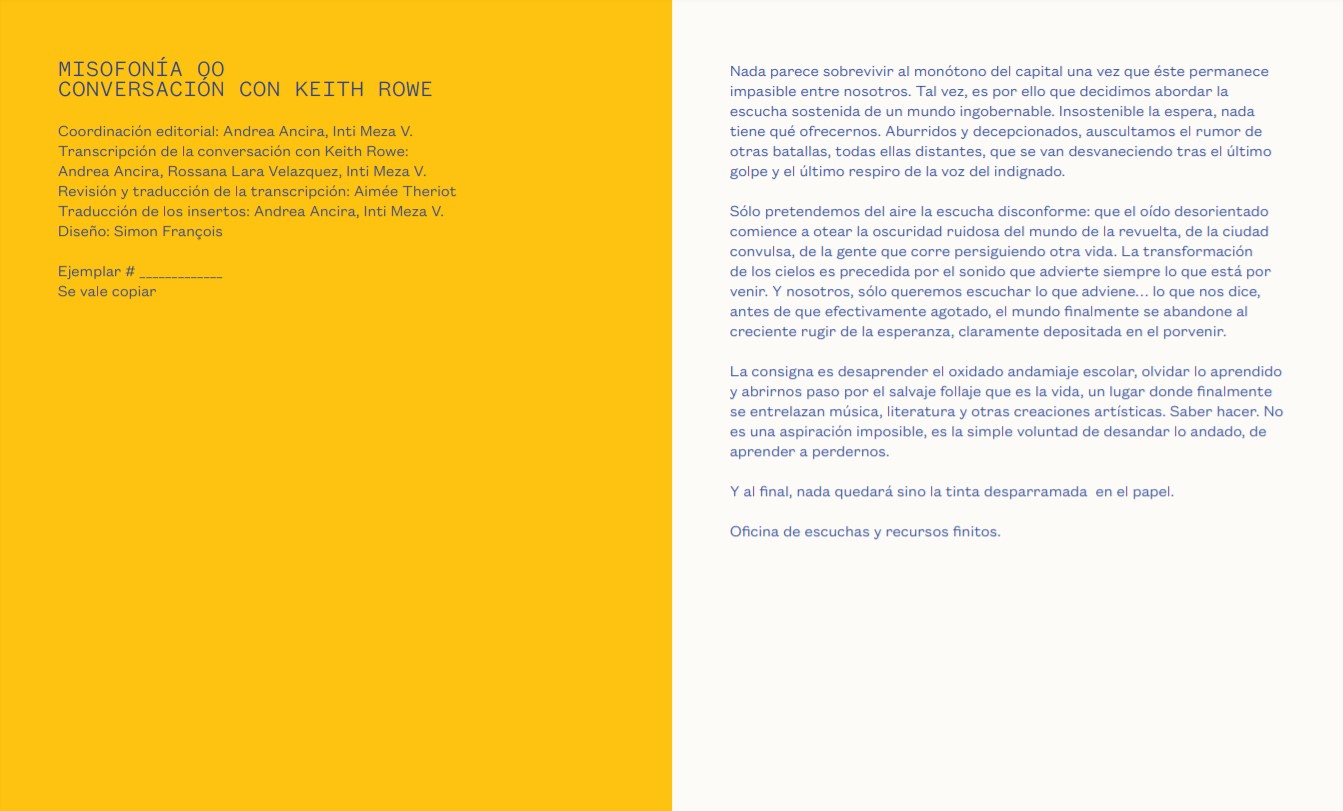 MISOFONÍA 00
CONVERSACIÓN CON KEITH ROWE
Coordinación editorial: Andrea Ancira, Inti Meza V.
Transcripción de la conversación con Keith Rowe:
Andrea Ancira, Rossana Lara Velazquez, Inti Meza V.
Revisión y traducción de la transcripción: Aimée Theriot
Traducción de los insertos: Andrea Ancira, Inti Meza V.
Diseño: Simon François
Ejemplar # _____________
Se vale copiar
Nada parece sobrevivir al monótono del capital una vez que éste permanece
impasible entre nosotros. Tal vez, es por ello que decidimos abordar la
escucha sostenida de un mundo ingobernable. Insostenible la espera, nada
tiene qué ofrecernos. Aburridos y decepcionados, auscultamos el rumor de
otras batallas, todas ellas distantes, que se van desvaneciendo tras el último
golpe y el último respiro de la voz del indignado.
Sólo pretendemos del aire la escucha disconforme: que el oído desorientado
comience a otear la oscuridad ruidosa del mundo de la revuelta, de la ciudad
convulsa, de la gente que corre persiguiendo otra vida. La transformación
de los cielos es precedida por el sonido que advierte siempre lo que está por
venir. Y nosotros, sólo queremos escuchar lo que adviene... lo que nos dice,
antes de que efectivamente agotado, el mundo finalmente se abandone al
creciente rugir de la esperanza, claramente depositada en el porvenir.
La consigna es desaprender el oxidado andamiaje escolar, olvidar lo aprendido
y abrirnos paso por el salvaje follaje que es la vida, un lugar donde finalmente
se entrelazan música, literatura y otras creaciones artísticas. Saber hacer. No
es una aspiración imposible, es la simple voluntad de desandar lo andado, de
aprender a perdernos.
Y al final, nada quedará sino la tinta desparramada  en el papel.
Oficina de escuchas y recursos finitos.